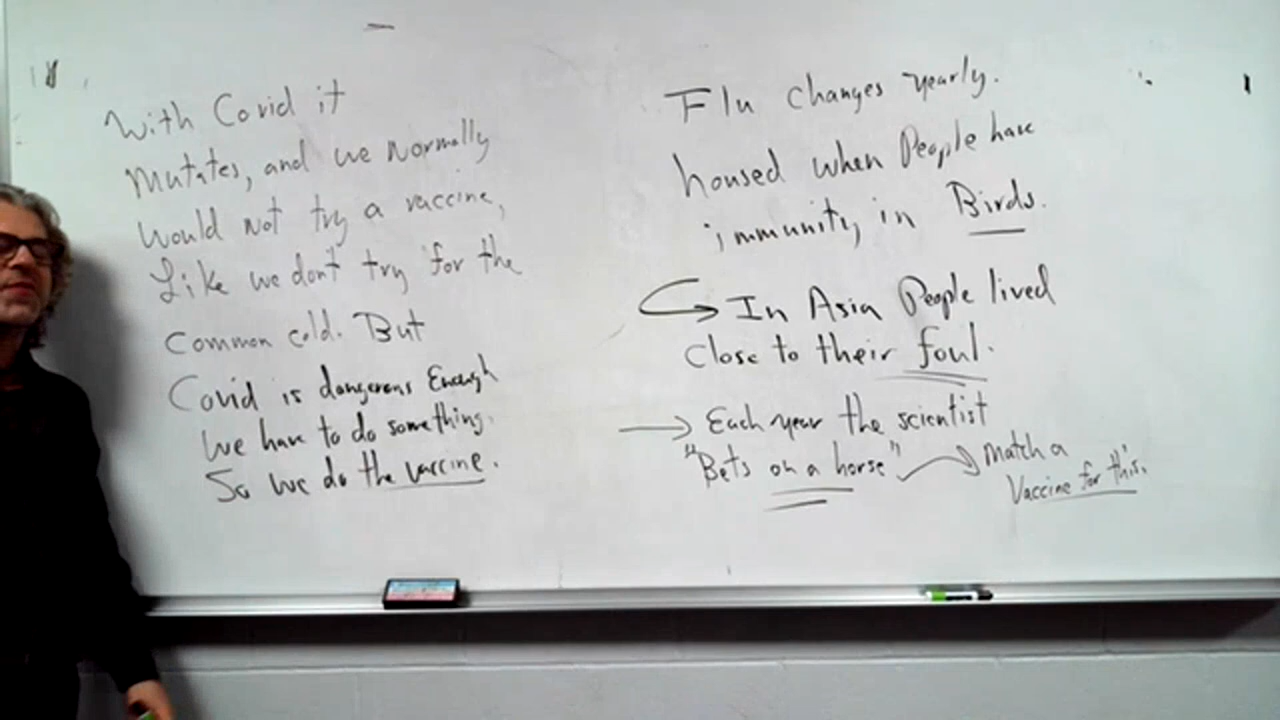 With Covid it
Mutates, and we Normally
Would not try a vaccine,
Like we don't try for the
Common cold. But
Covid is dangerous Enough
We have to do something.
So we do the vaccine.
Flu changes yearly.
housed when People have
immunity in Birds.
In Asia People lived
Close to their foul.
Each year the scientist
"Bets on a horse"
Match a
Vaccine for this.